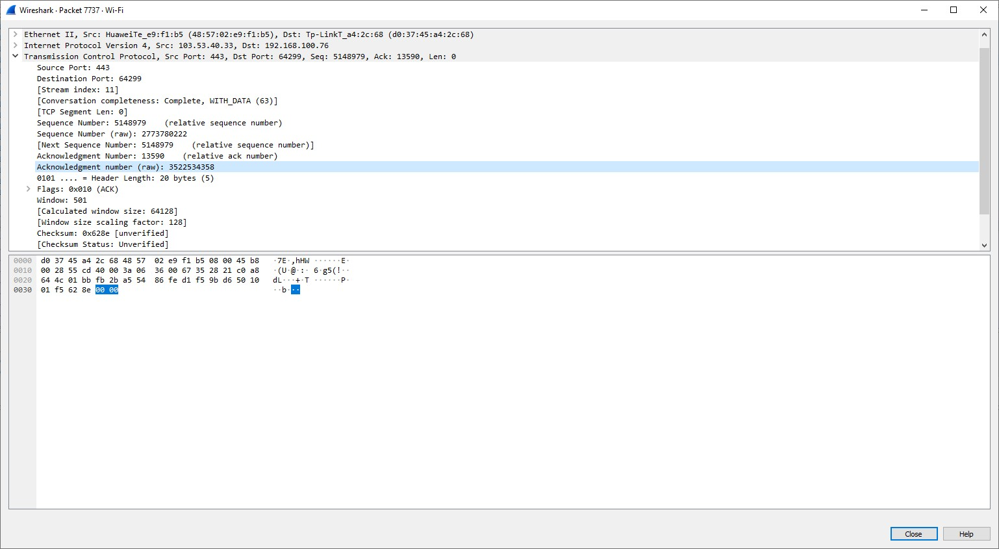 Wireshark · Packet 7737 · Wi-Fi
Ethernet II, Src: HuaweiTe_e9:f1:b5 (48:57:02:e9:f1:b5), Dst: Tp-LinkT_a4:2c:68 (d0:37:45:a4:2c:68)
Internet Protocol Version 4, Src: 103.53.40.33, Dst: 192.168.100.76
Transmission Control Protocol, Src Port: 443, Dst Port: 64299, Seq: 5148979, Ack: 13590, Len: 0
Source Port: 443
Destination Port: 64299
[Stream index: 11]
[Conversation completeness: Complete, WITH_DATA (63)]
[TCP Segment Len: 0]
Sequence Number: 5148979    (relative sequence number)
Sequence Number (raw): 2773780222
[Next Sequence Number: 5148979    (relative sequence number)]
Acknowledgment Number: 13590    (relative ack number)
Acknowledgment number (raw): 3522534358
0101 .... = Header Length: 20 bytes (5)
Flags: 0x010 (ACK)
Window: 501
[Calculated window size: 64128]
[Window size scaling factor: 128]
Checksum: 0x628e [unverified]
[Checksum Status: Unverified]
0000  d0 37 45 a4 2c 68 48 57  02 e9 f1 b5 08 00 45 b8   ·7E·,hHW ······E·
0010  00 28 55 cd 40 00 3a 06  36 00 67 35 28 21 c0 a8   ·(U·@·:· 6·g5(!··
0020  64 4c 01 bb fb 2b a5 54  86 fe d1 f5 9b d6 50 10   dL···+·T ······P·
0030  01 f5 62 8e 00 00   ··b···
Close
Help